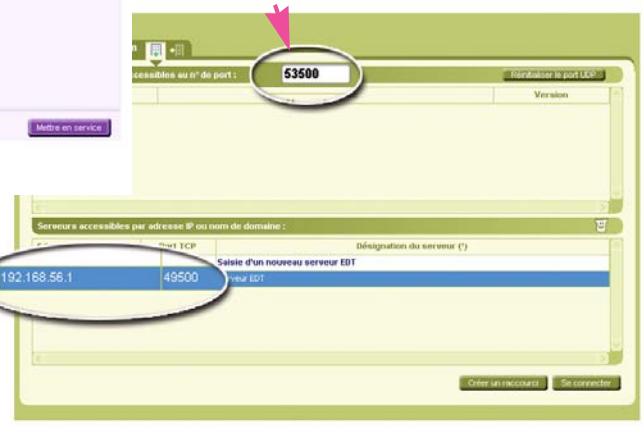 accessibles au n° de port : 53500 Réinitialiser le port UDP
Version
Mettre en service
Serveurs accessibles par adresse IP ou nom de domaine :
Port TCP Désignation du serveur (*)
Saisie d'un nouveau serveur EDT
192.168.56.1 49500 Serveur EDT
Créer un raccourci Se connecter